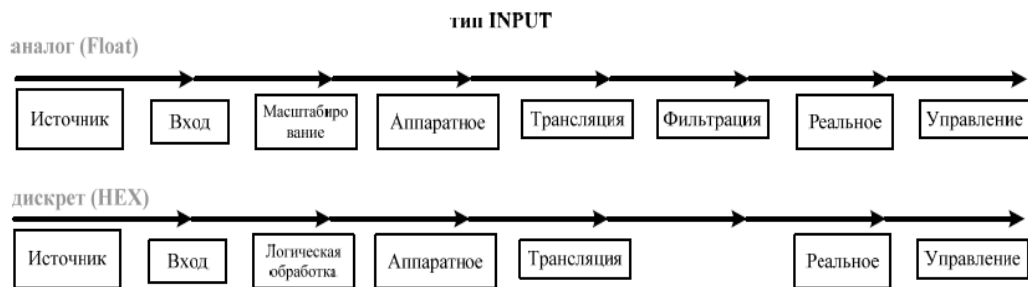 тип INPUT
аналог (Float)
Источник
Вход
Масштабиро
вание
Аппаратное
Трансляция
Фильтрация
Реальное
Управление
дискрет (HEX)
Источник
Вход
Логическая
обработка
Аппаратное
Трансляция
Реальное
Управление